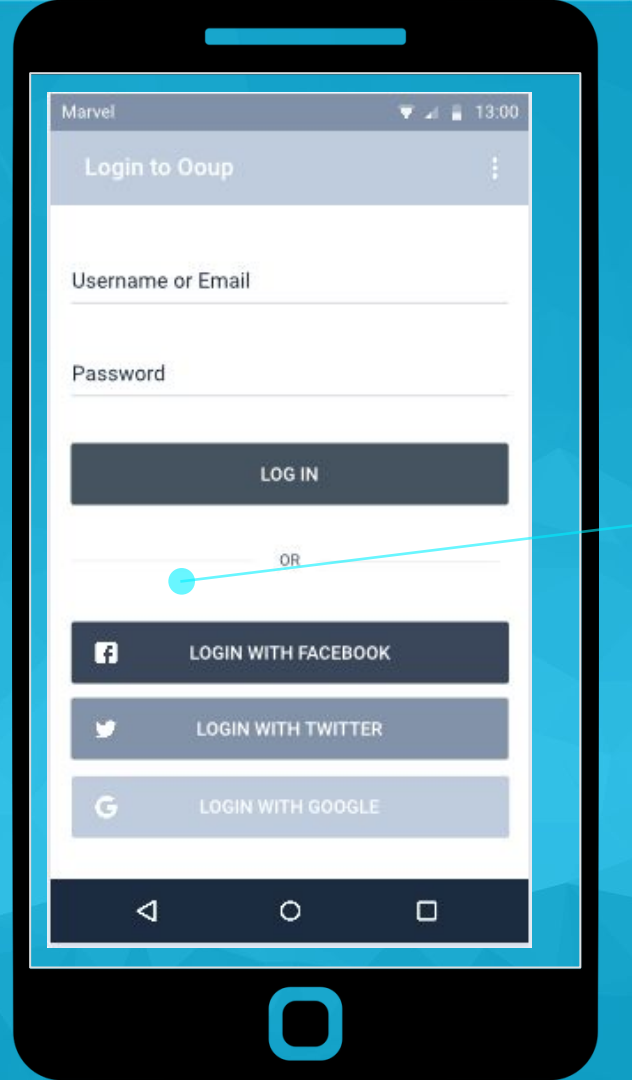 Marvel 13:00
Login to Ooup
Username or Email
Password
LOG IN
OR
LOGIN WITH FACEBOOK
LOGIN WITH TWITTER
G LOGIN WITH GOOGLE